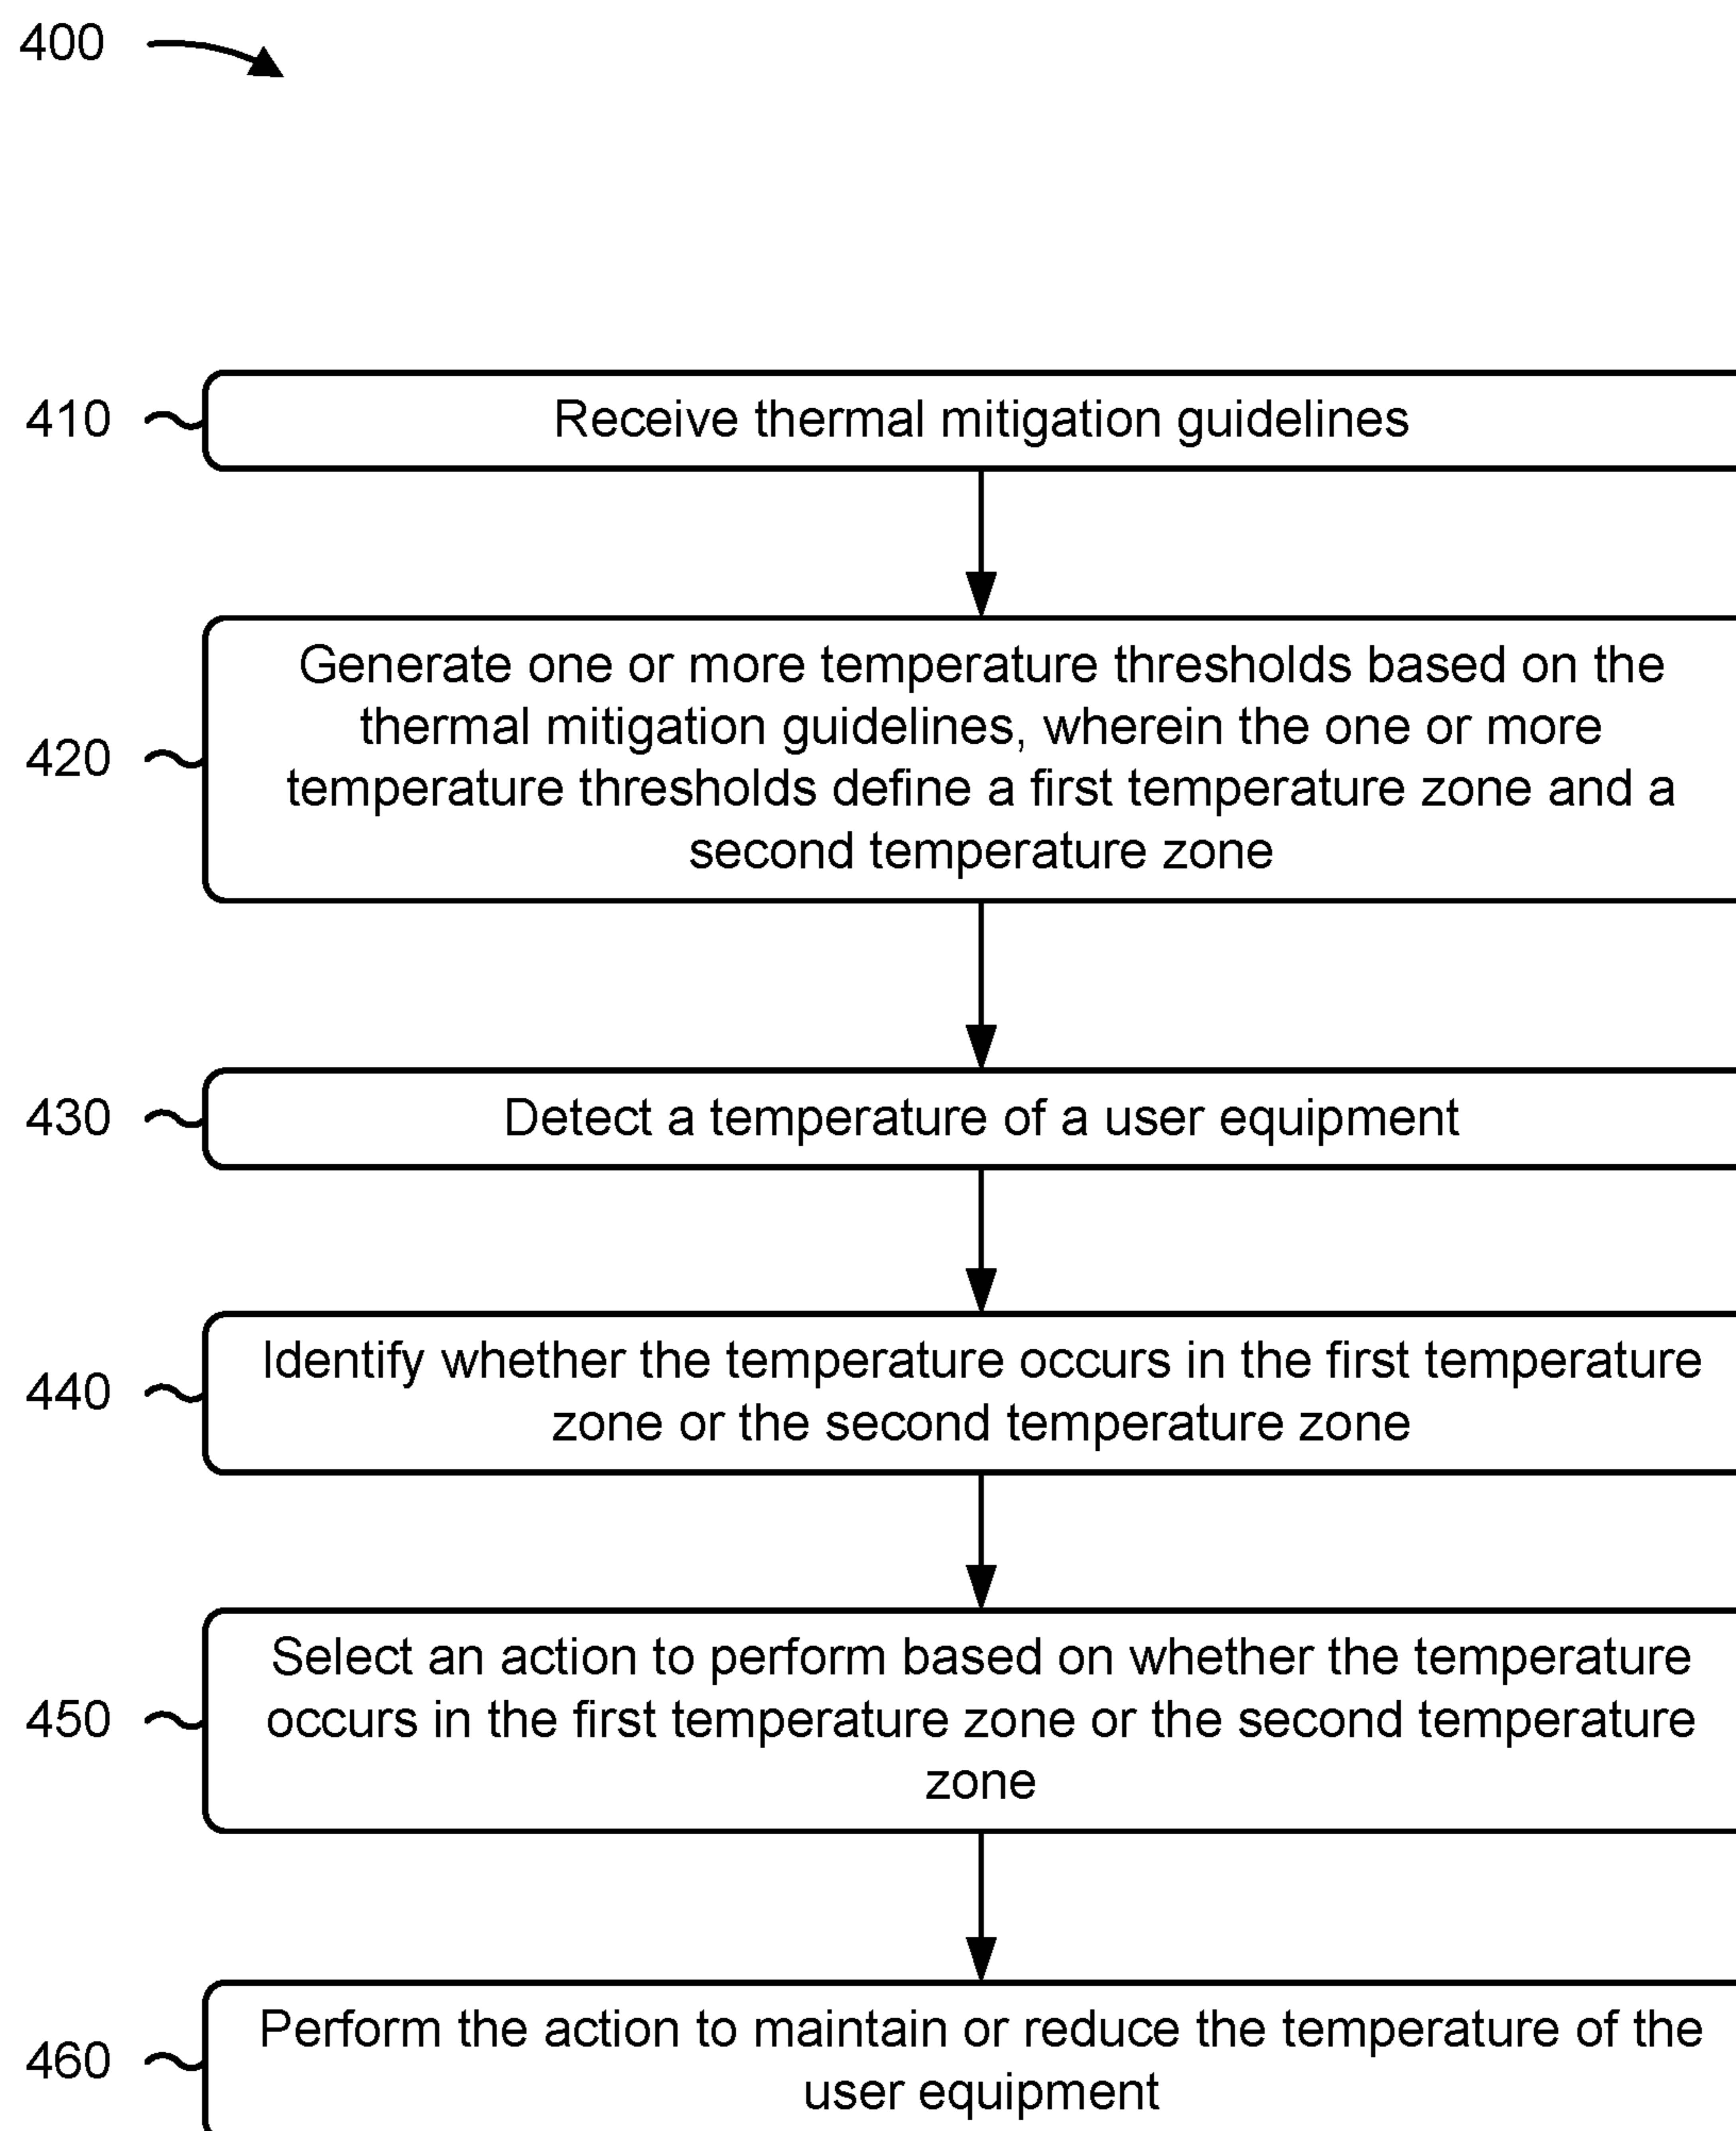 400
410
Receive thermal mitigation guidelines
420
Generate one or more temperature thresholds based on the
thermal mitigation guidelines, wherein the one or more
temperature thresholds define a first temperature zone and a
second temperature zone
430
Detect a temperature of a user equipment
440
Identify whether the temperature occurs in the first temperature
zone or the second temperature zone
450
Select an action to perform based on whether the temperature
occurs in the first temperature zone or the second temperature
zone
460
Perform the action to maintain or reduce the temperature of the
user equipment